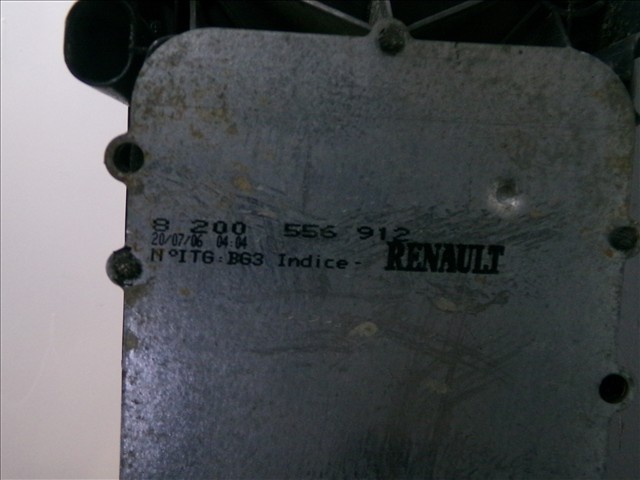 8 200 556 912
20/07/06 04:04
N°ITG:BG3 Indice- RENAULT